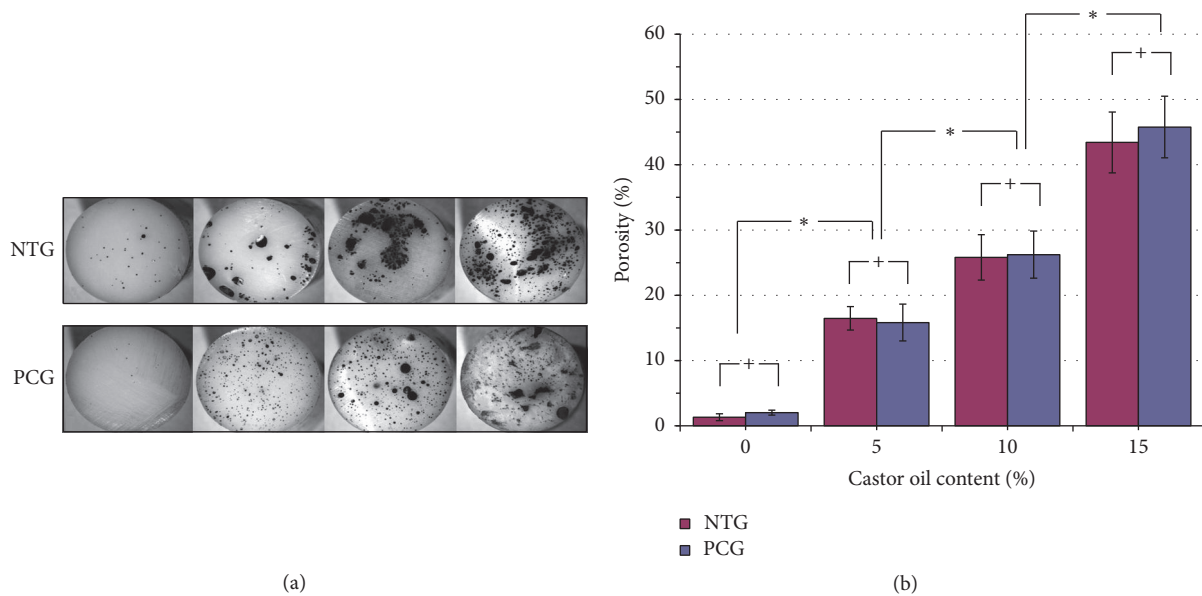 NTG
PCG
(a)
Porosity (%)
60
50
40
30
20
10
0
*
*
*
+
+
+
+
0 5 10 15
Castor oil content (%)
NTG
PCG
(b)